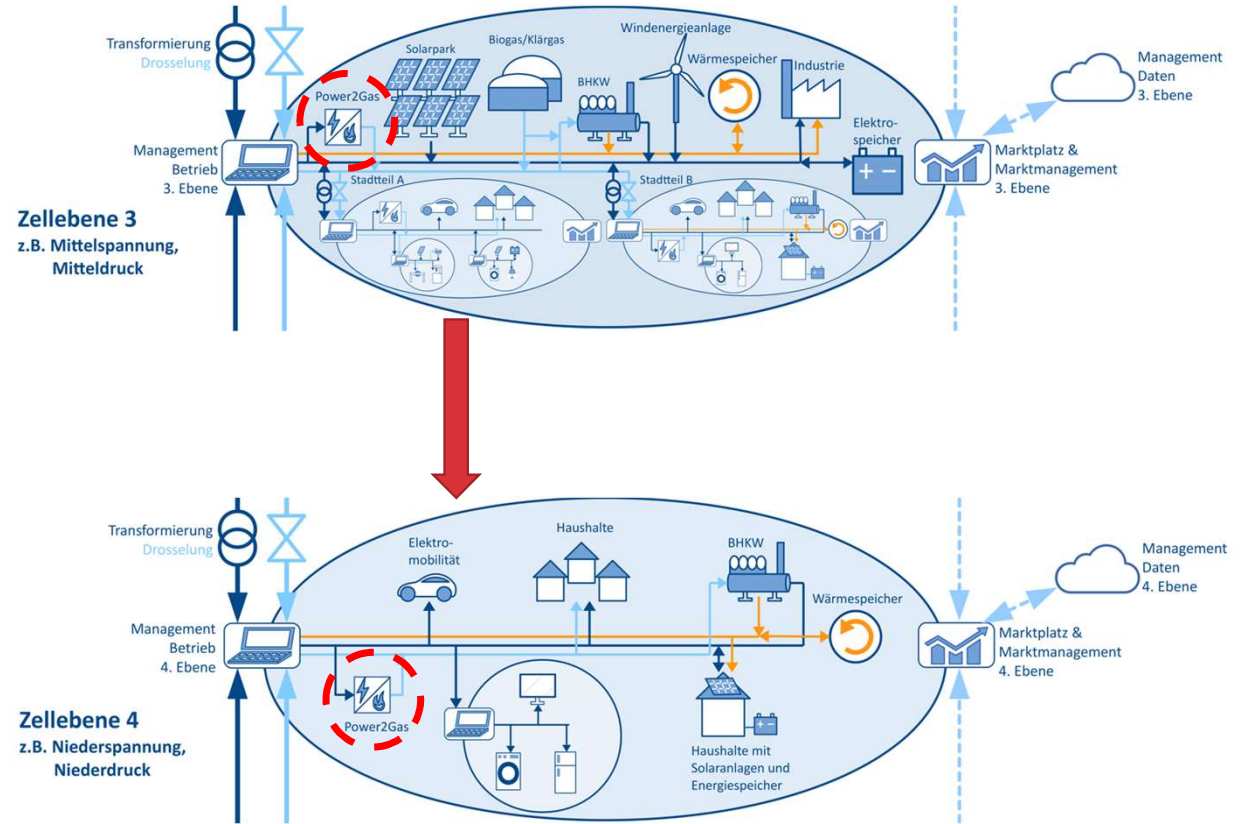 Transformierung
Drosselung
Power2Gas
Solarpark
Biogas/Klärgas
BHKW
Windenergieanlage
Wärmespeicher
Industrie
Elektro-
speicher
Management
Daten
3. Ebene
Management
Betrieb
3. Ebene
Marktplatz &
Marktmanagement
3. Ebene
Stadtteil A
Stadtteil B
Zellebene 3
z.B. Mittelspannung,
Mitteldruck
Transformierung
Drosselung
Elektro-
mobilität
Haushalte
BHKW
Wärmespeicher
Management
Daten
4. Ebene
Management
Betrieb
4. Ebene
Marktplatz &
Marktmanagement
4. Ebene
Power2Gas
Haushalte mit
Solaranlagen und
Energiespeicher
Zellebene 4
z.B. Niederspannung,
Niederdruck